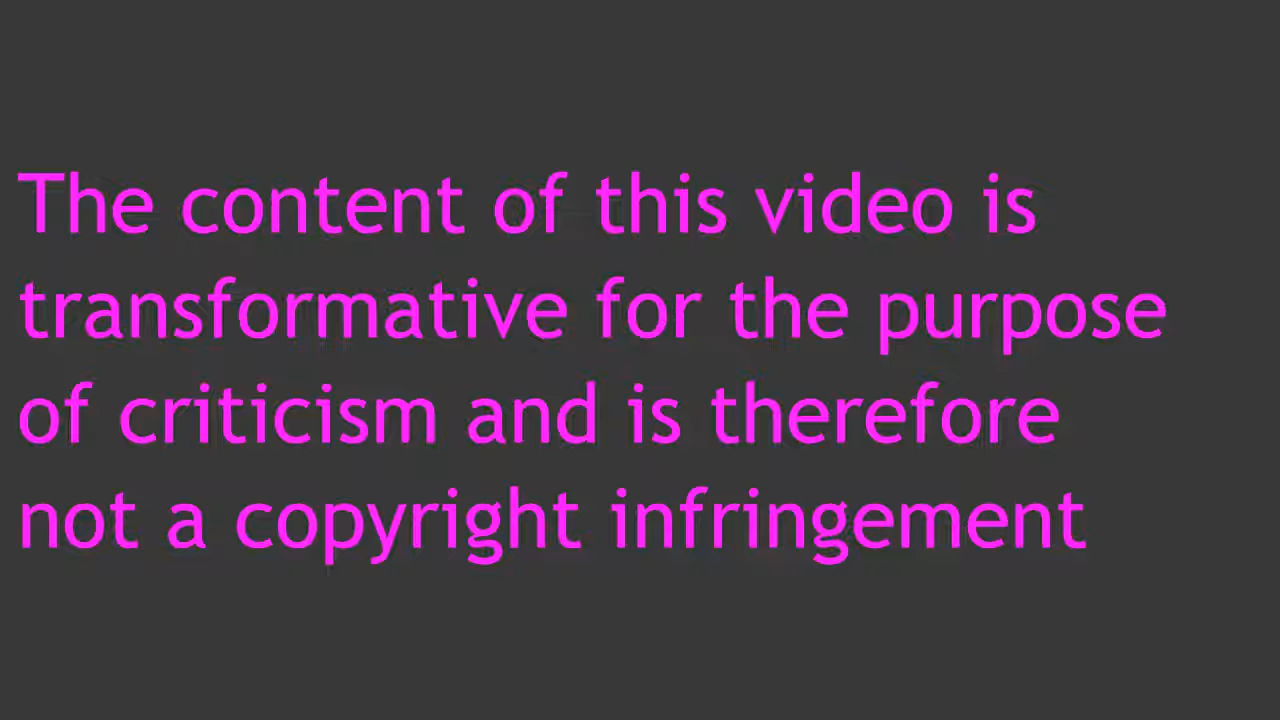 The content of this video is
transformative for the purpose
of criticism and is therefore
not a copyright infringement